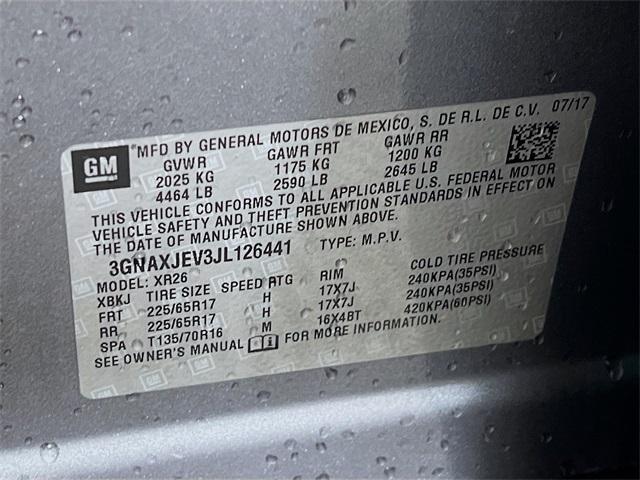 GM
*MFD BY GENERAL MOTORS DE MEXICO, S. DE R.L. DE C.V. 07/17
GVWR GAWR FRT GAWR RR
2025 KG 1175 KG 1200 KG
4464 LB 2590 LB 2645 LB
THIS VEHICLE CONFORMS TO ALL APPLICABLE U.S. FEDERAL MOTOR
VEHICLE SAFETY AND THEFT PREVENTION STANDARDS IN EFFECT ON
THE DATE OF MANUFACTURE SHOWN ABOVE.
3GNAXJEV3JL126441 TYPE: M.P.V.
MODEL: XR26
XBKJ TIRE SIZE SPEED RTG RIM COLD TIRE PRESSURE
FRT 225/65R17 H 17X7J 240KPA(35PSI)
RR 225/65R17 H 17X7J 240KPA(35PSI)
SPA T135/70R16 M 16X4BT 420KPA(60PSI)
SEE OWNER'S MANUAL FOR MORE INFORMATION.